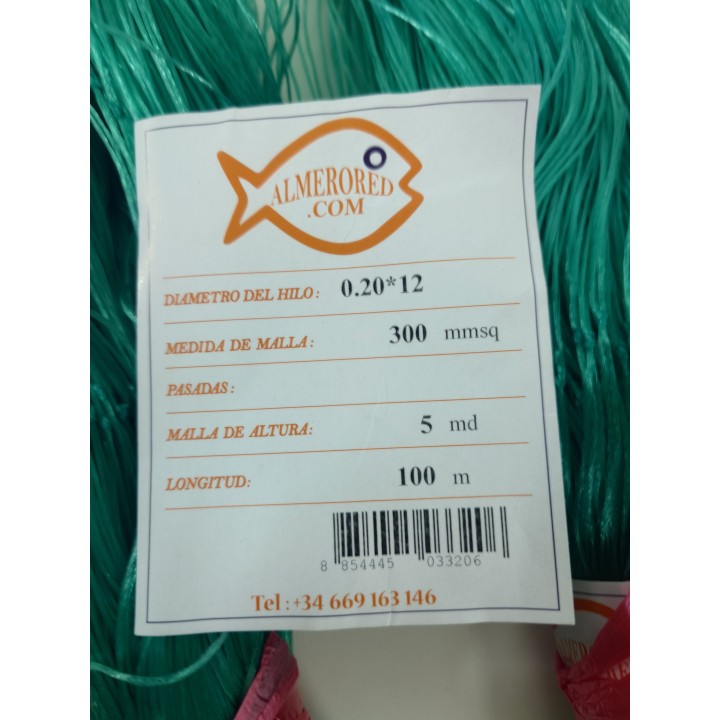 ALMERORED
.COM
DIAMETRO DEL HILO: 0.20*12
MEDIDA DE MALLA: 300 mmsq
PASADAS:
MALLA DE ALTURA: 5 md
LONGITUD: 100 m
8 854445 033206
Tel : +34 669 163 146